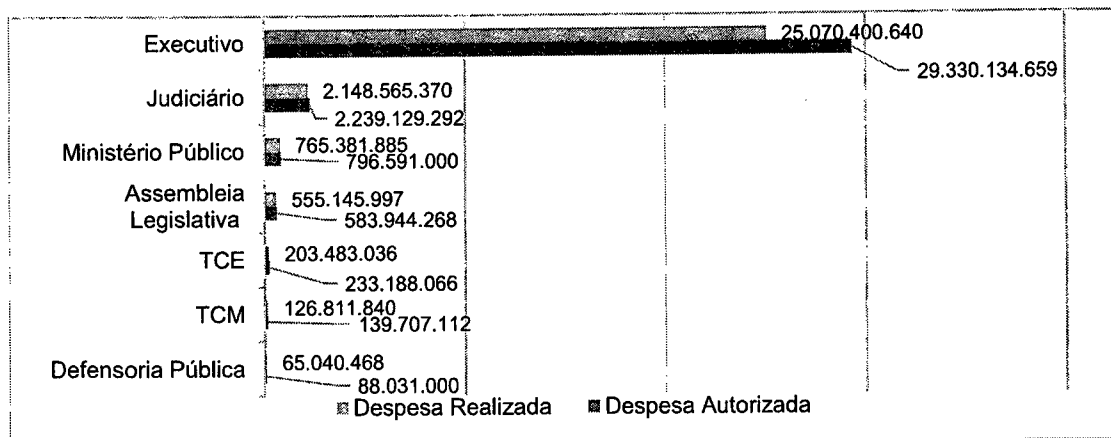 Executivo
25.070.400.640
29.330.134.659
Judiciário
2.148.565.370
2.239.129.292
Ministério Público
765.381.885
796.591.000
Assembleia
Legislativa
555.145.997
583.944.268
TCE
203.483.036
233.188.066
TCM
126.811.840
139.707.112
Defensoria Pública
65.040.468
88.031.000
Despesa Realizada Despesa Autorizada